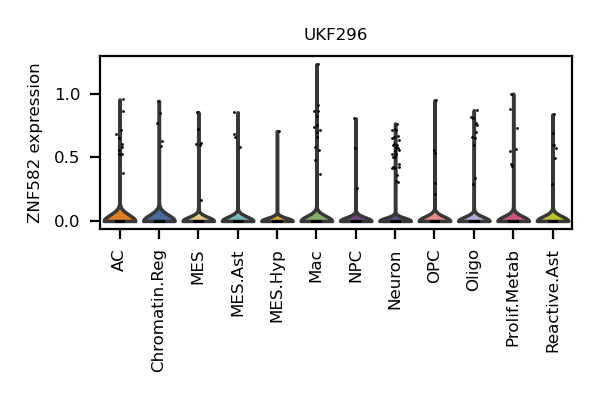 UKF296
ZNF582 expression
1.0
0.5
0.0
AC
Chromatin.Reg
MES
MES.Ast
MES.Hyp
Mac
NPC
Neuron
OPC
Oligo
Prolif.Metab
Reactive.Ast